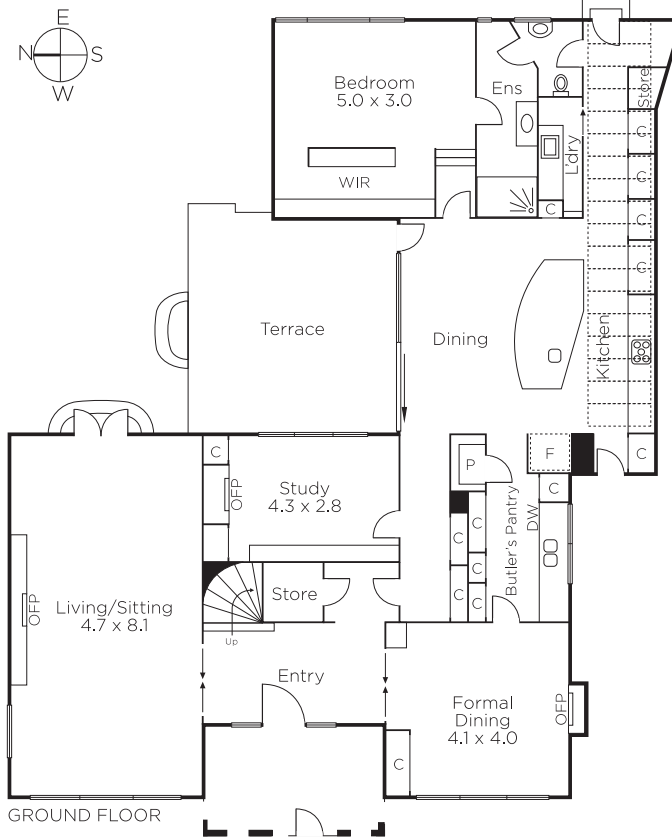 E
N S
W
Bedroom
5.0 x 3.0
Ens
Store
C
L'dry
C
WIR
C
C
C
Terrace
Dining
Kitchen
C
P
F
C
C
OFP
Study
4.3 x 2.8
C
Butler's Pantry
DW
C
C
C
C
C
Store
OFP
Living/Sitting
4.7 x 8.1
Up
Entry
Formal
Dining
4.1 x 4.0
OFP
C
GROUND FLOOR